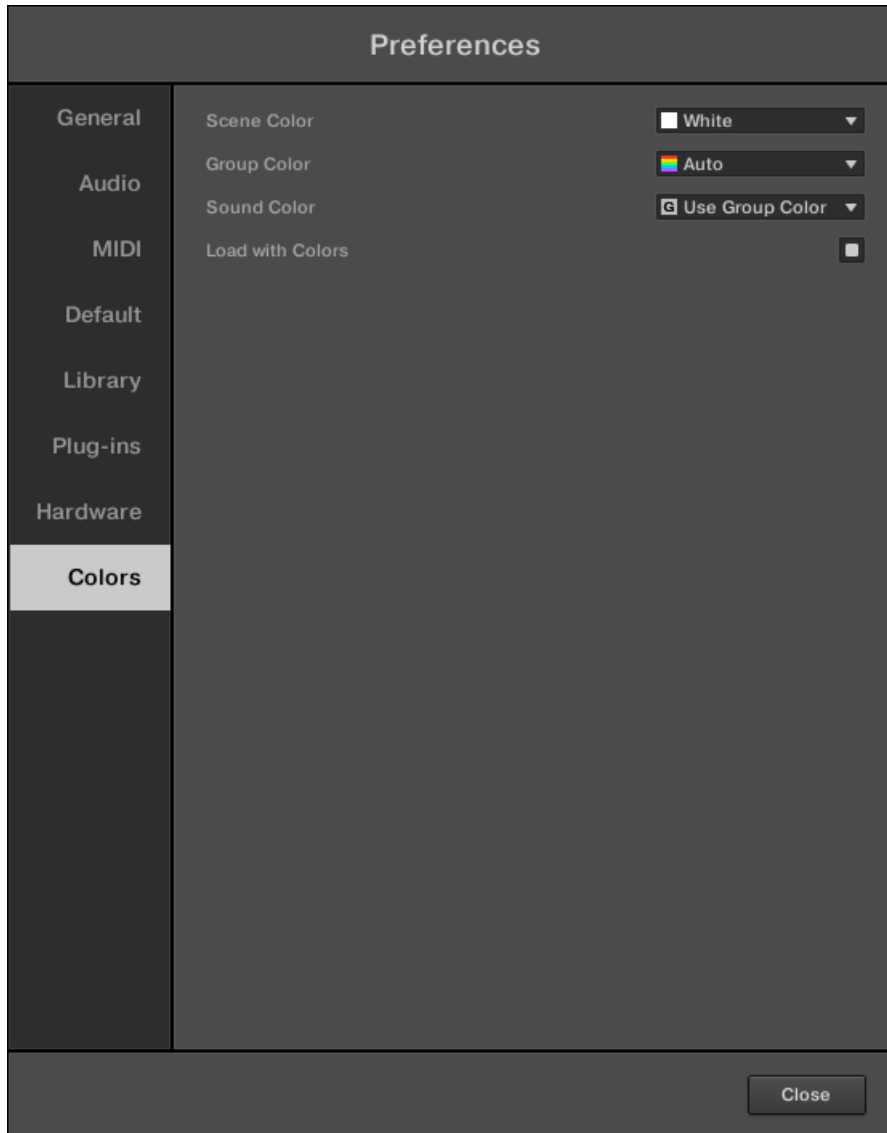 Preferences
General
Audio
MIDI
Default
Library
Plug-ins
Hardware
Colors
Scene Color White
Group Color Auto
Sound Color G Use Group Color
Load with Colors
Close